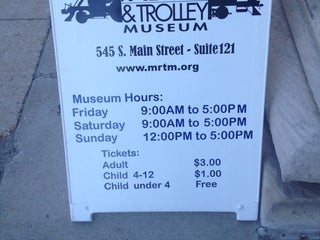 & TROLLEY
MUSEUM
545 S. Main Street - Suite121
www.mrtm.org
Museum Hours:
Friday 9:00AM to 5:00PM
Saturday 9:00AM to 5:00PM
Sunday 12:00PM to 5:00PM
Tickets:
Adult $3.00
Child 4-12 $1.00
Child under 4 Free